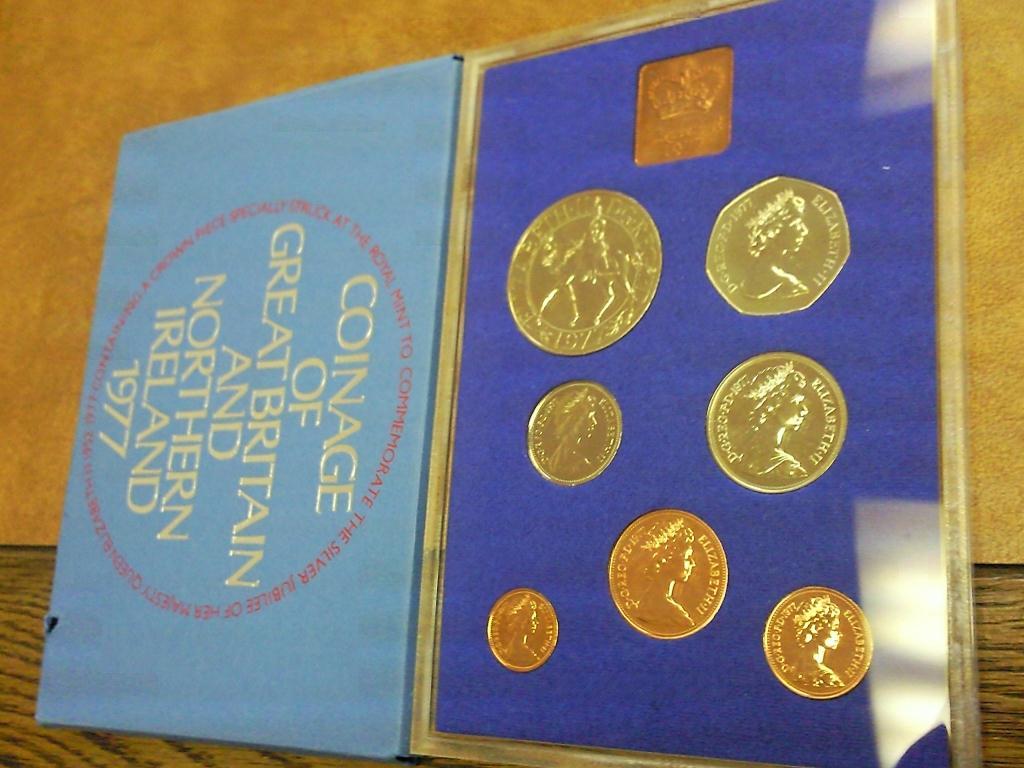 COINAGE
OF
GREAT BRITAIN
AND
NORTHERN
IRELAND
1977
CONTAINING A CROWN PIECE SPECIALLY STRUCK AT THE ROYAL MINT TO COMMEMORATE THE SILVER JUBILEE OF HER MAJESTY QUEEN ELIZABETH II 1952-1977
D·G·REG·F·D·1977 ELIZABETH·II
D·G·REG·F·D·1977 ELIZABETH II
D·G·REG·F·D·1977 ELIZABETH II
D·G·REG·F·D·1977 ELIZABETH II